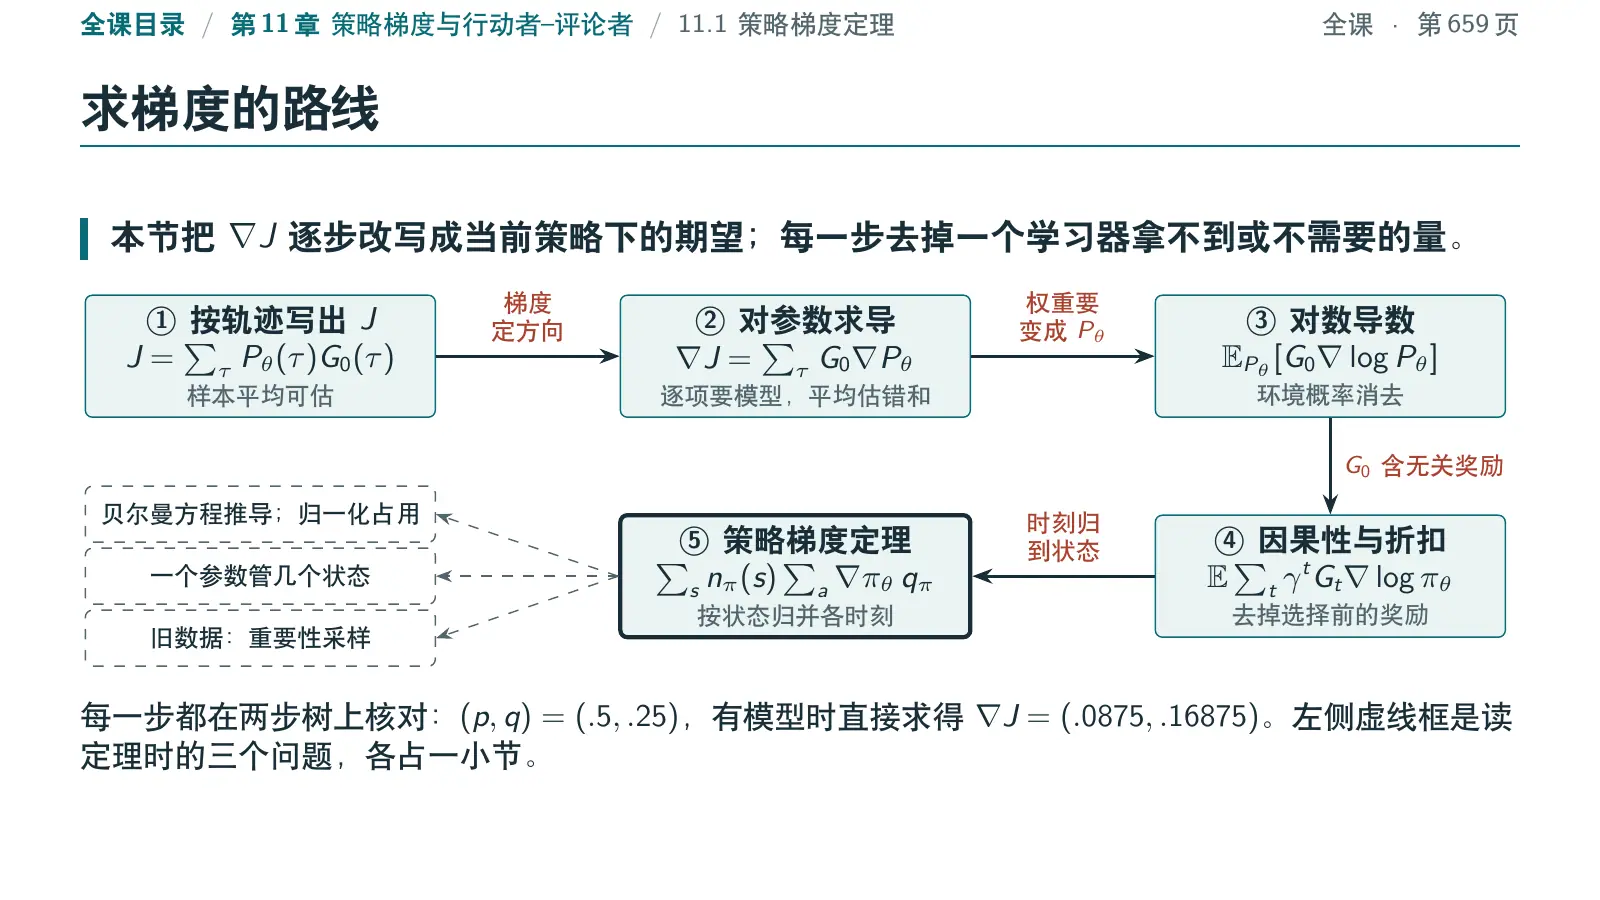 全课目录 / 第 11 章 策略梯度与行动者–评论者 / 11.1 策略梯度定理
全课 · 第 659 页
求梯度的路线
本节把 ∇J 逐步改写成当前策略下的期望；每一步去掉一个学习器拿不到或不需要的量。
① 按轨迹写出 J
J = ∑_τ P_θ(τ)G_0(τ)
样本平均可估
梯度
定方向
② 对参数求导
∇J = ∑_τ G_0∇P_θ
逐项要模型，平均估错和
权重要
变成 P_θ
③ 对数导数
𝔼_{P_θ}[G_0∇ log P_θ]
环境概率消去
G_0 含无关奖励
④ 因果性与折扣
𝔼 ∑_t γ^t G_t∇ log π_θ
去掉选择前的奖励
时刻归
到状态
⑤ 策略梯度定理
∑_s n_π(s) ∑_a ∇π_θ q_π
按状态归并各时刻
贝尔曼方程推导；归一化占用
一个参数管几个状态
旧数据：重要性采样
每一步都在两步树上核对：(p, q) = (.5, .25)，有模型时直接求得 ∇J = (.0875, .16875)。左侧虚线框是读
定理时的三个问题，各占一小节。